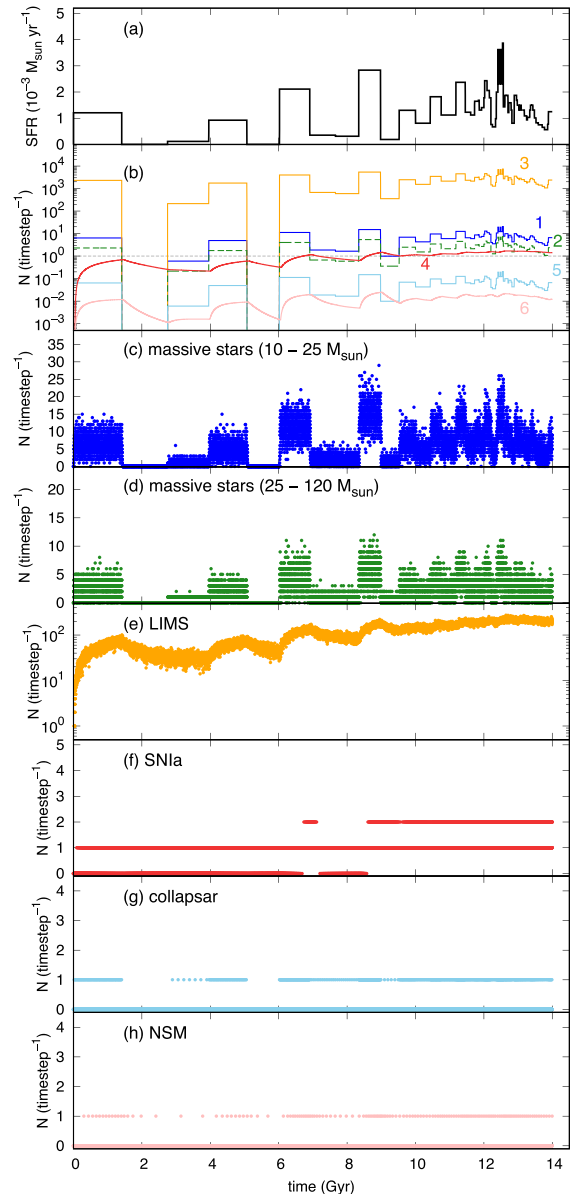 (a)
SFR (10⁻³ M_sun yr⁻¹)
5
4
3
2
1
0
(b)
N (timestep⁻¹)
10⁴
10³
10²
10¹
10⁰
10⁻¹
10⁻²
10⁻³
3
1
2
4
5
6
(c) massive stars (10 – 25 M_sun)
N (timestep⁻¹)
35
30
25
20
15
10
5
0
(d) massive stars (25 – 120 M_sun)
N (timestep⁻¹)
20
15
10
5
0
(e) LIMS
N (timestep⁻¹)
10²
10¹
10⁰
(f) SNIa
N (timestep⁻¹)
5
4
3
2
1
0
(g) collapsar
N (timestep⁻¹)
4
3
2
1
0
(h) NSM
N (timestep⁻¹)
4
3
2
1
0
0 2 4 6 8 10 12 14
time (Gyr)